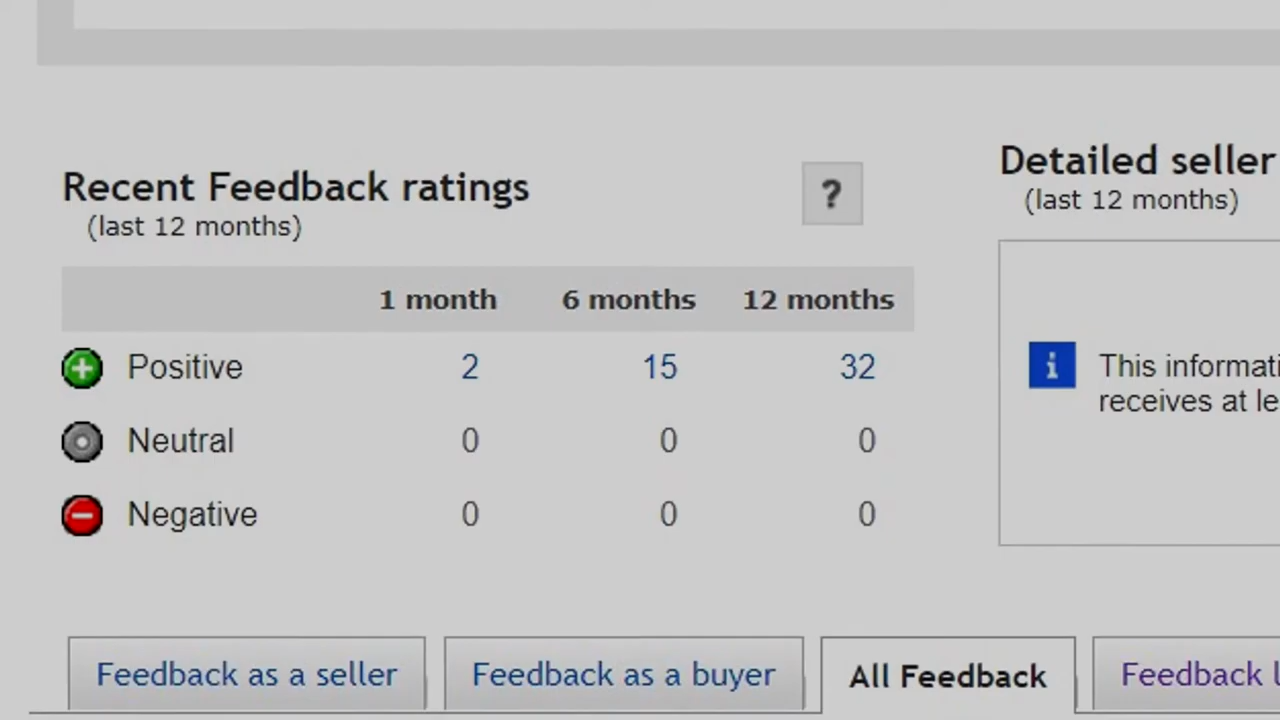 Recent Feedback ratings
(last 12 months)
?
1 month 6 months 12 months
Positive 2 15 32
Neutral 0 0 0
Negative 0 0 0
Detailed seller
(last 12 months)
i
This informati
receives at le
Feedback as a seller
Feedback as a buyer
All Feedback
Feedback